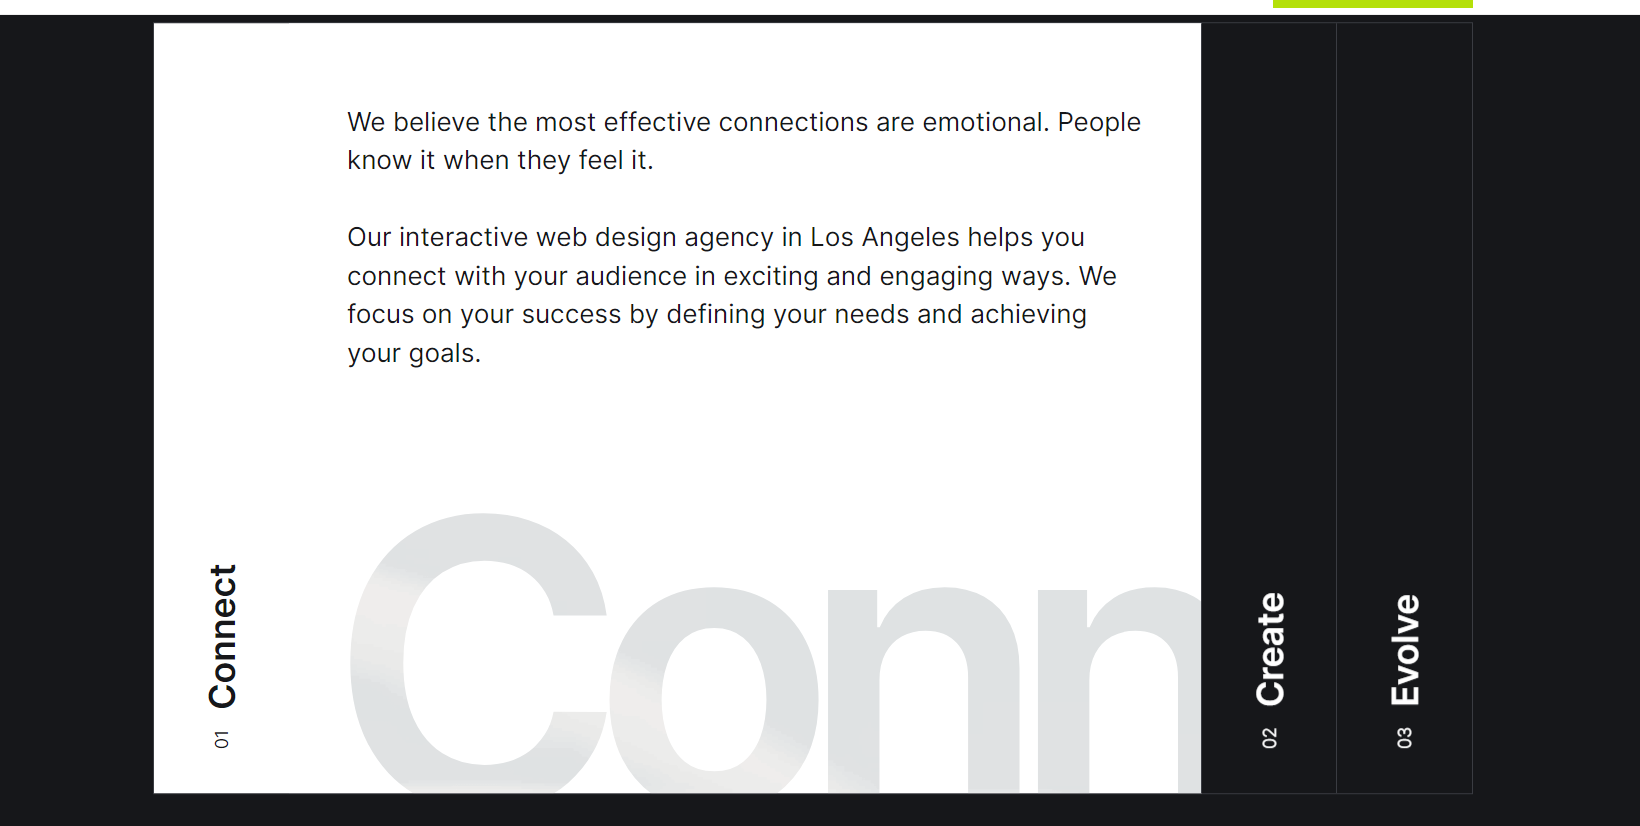 We believe the most effective connections are emotional. People
know it when they feel it.
Our interactive web design agency in Los Angeles helps you
connect with your audience in exciting and engaging ways. We
focus on your success by defining your needs and achieving
your goals.
01 Connect
Conn
02 Create
03 Evolve